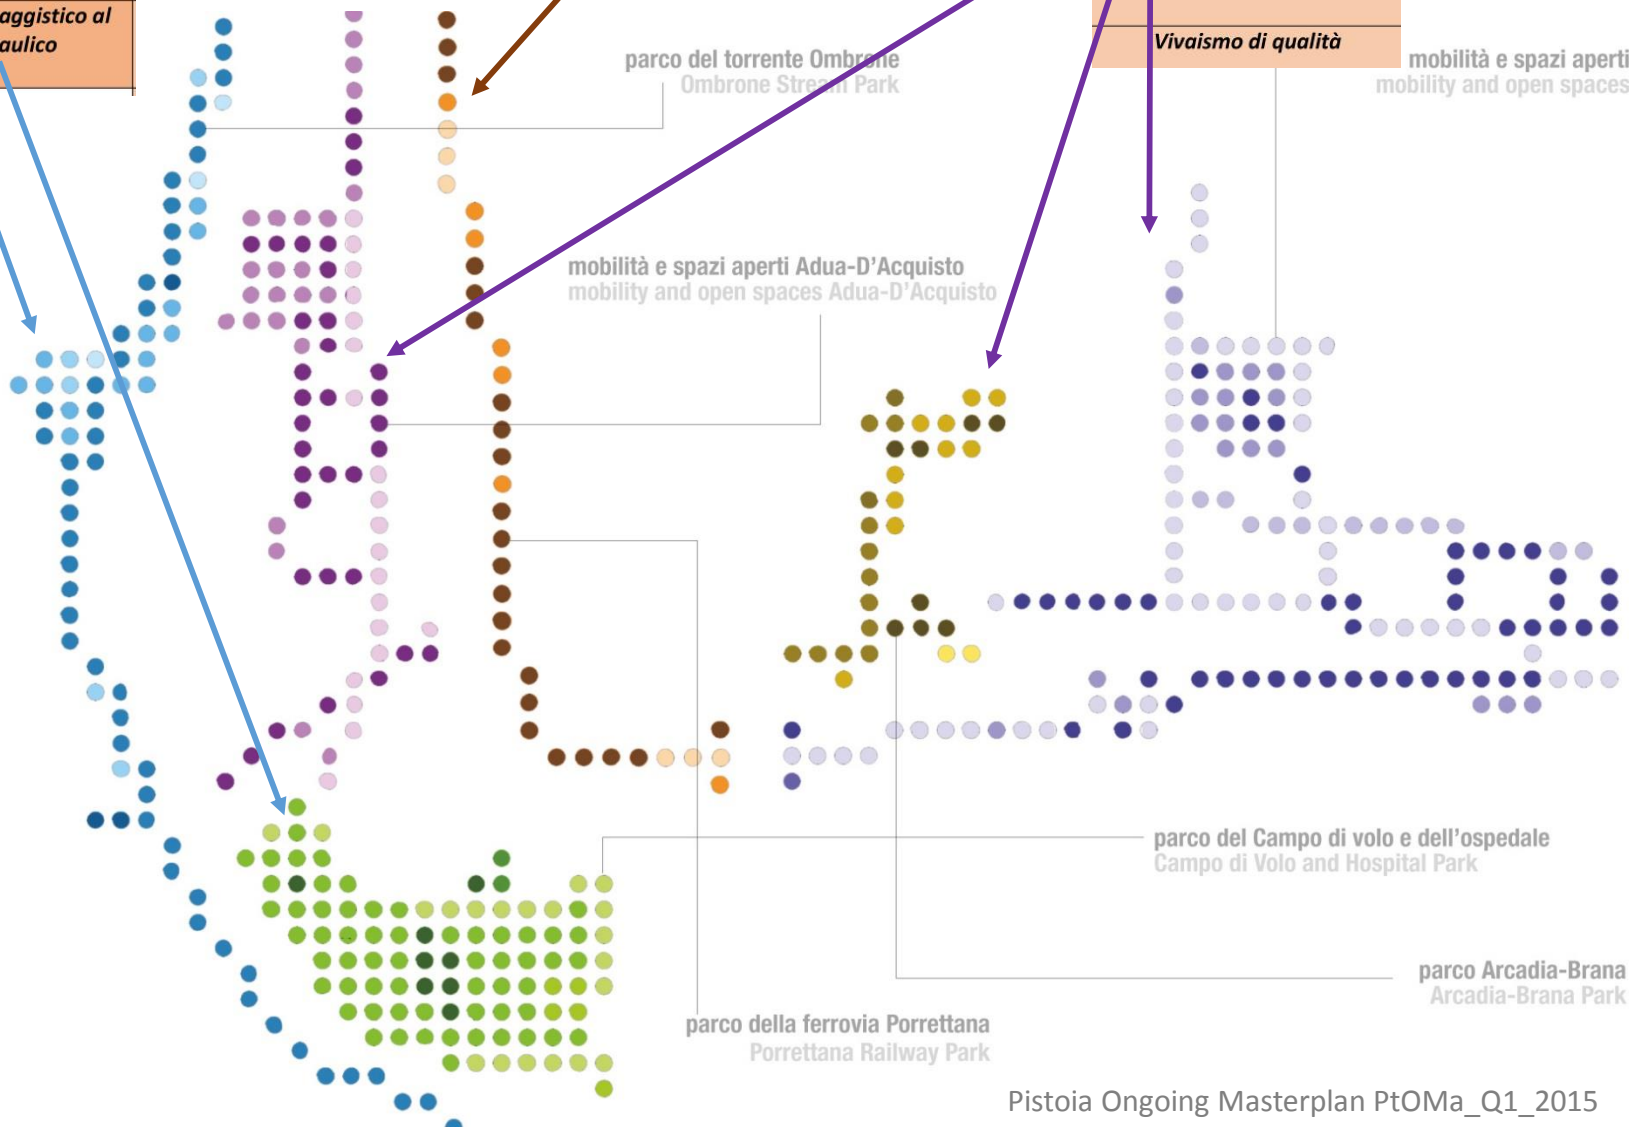 aggistico al
aulico
Vivaismo di qualità
parco del torrente Ombrone
Ombrone Stream Park
mobilità e spazi aperti
mobility and open spaces
mobilità e spazi aperti Adua-D'Acquisto
mobility and open spaces Adua-D'Acquisto
parco del Campo di volo e dell'ospedale
Campo di Volo and Hospital Park
parco Arcadia-Brana
Arcadia-Brana Park
parco della ferrovia Porrettana
Porrettana Railway Park
Pistoia Ongoing Masterplan PtOMa_Q1_2015